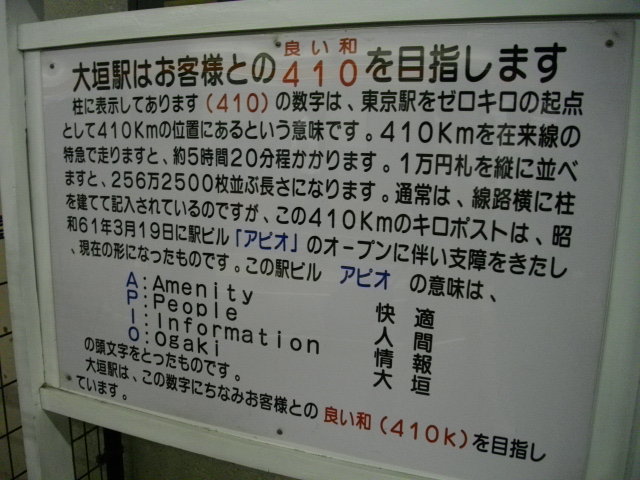 良い和
大垣駅はお客様との410を目指します
柱に表示してあります(410)の数字は、東京駅をゼロキロの起点
として410Kmの位置にあるという意味です。410Kmを在来線の
特急で走りますと、約5時間20分程かかります。1万円札を縦に並べ
ますと、256万2500枚並ぶ長さになります。通常は、線路横に柱
を建てて記入されているのですが、この410Kmのキロポストは、昭
和61年3月19日に駅ビル「アピオ」のオープンに伴い支障をきたし
、現在の形になったものです。この駅ビル アピオ の意味は、
A:Amenity 快適
P:People 人間
I:Information 情報
O:Ogaki 大垣
の頭文字をとったものです。
大垣駅は、この数字にちなみお客様との 良い和(410k)を目指し
ています。